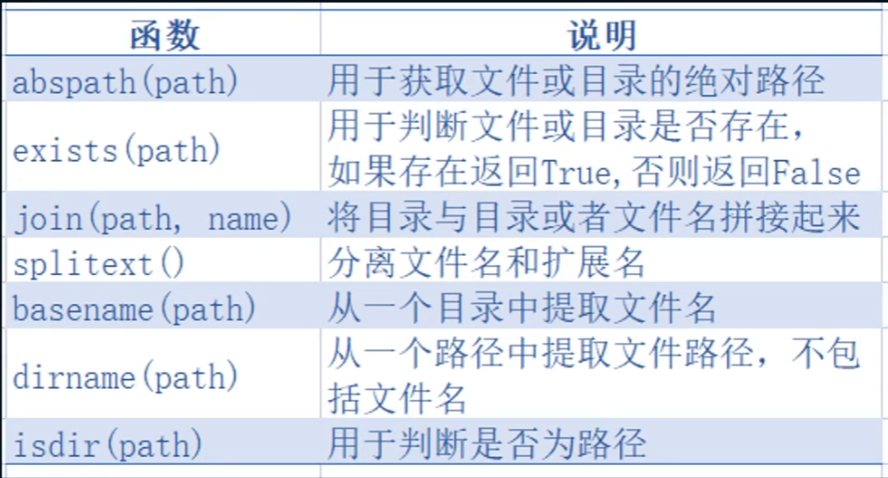 函数 说明
abspath(path) 用于获取文件或目录的绝对路径
exists(path) 用于判断文件或目录是否存在，
如果存在返回True,否则返回False
join(path, name) 将目录与目录或者文件名拼接起来
splitext() 分离文件名和扩展名
basename(path) 从一个目录中提取文件名
dirname(path) 从一个路径中提取文件路径，不包
括文件名
isdir(path) 用于判断是否为路径